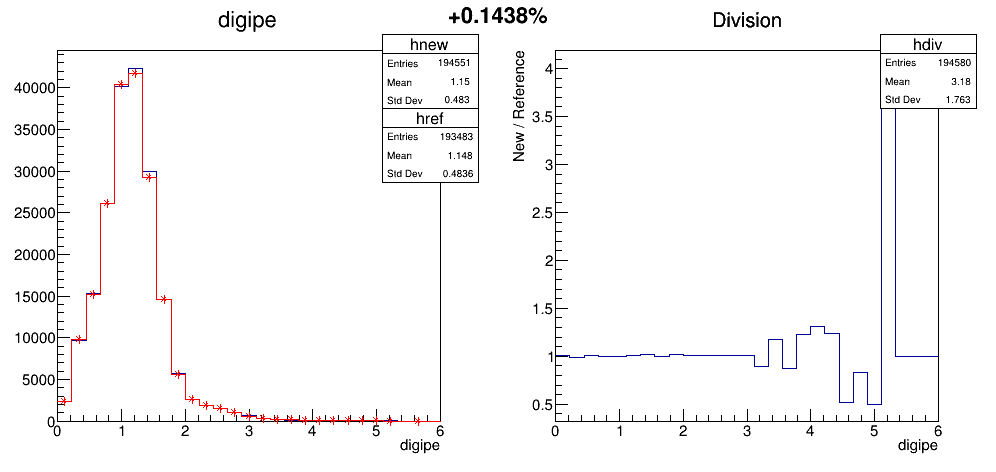 digipe
+0.1438%
Division
hnew
Entries 194551
Mean 1.15
Std Dev 0.483
href
Entries 193483
Mean 1.148
Std Dev 0.4836
40000
35000
30000
25000
20000
15000
10000
5000
0
0 1 2 3 4 5 6
digipe
hdiv
Entries 194580
Mean 3.18
Std Dev 1.763
New / Reference
4
3.5
3
2.5
2
1.5
1
0.5
0 1 2 3 4 5 6
digipe